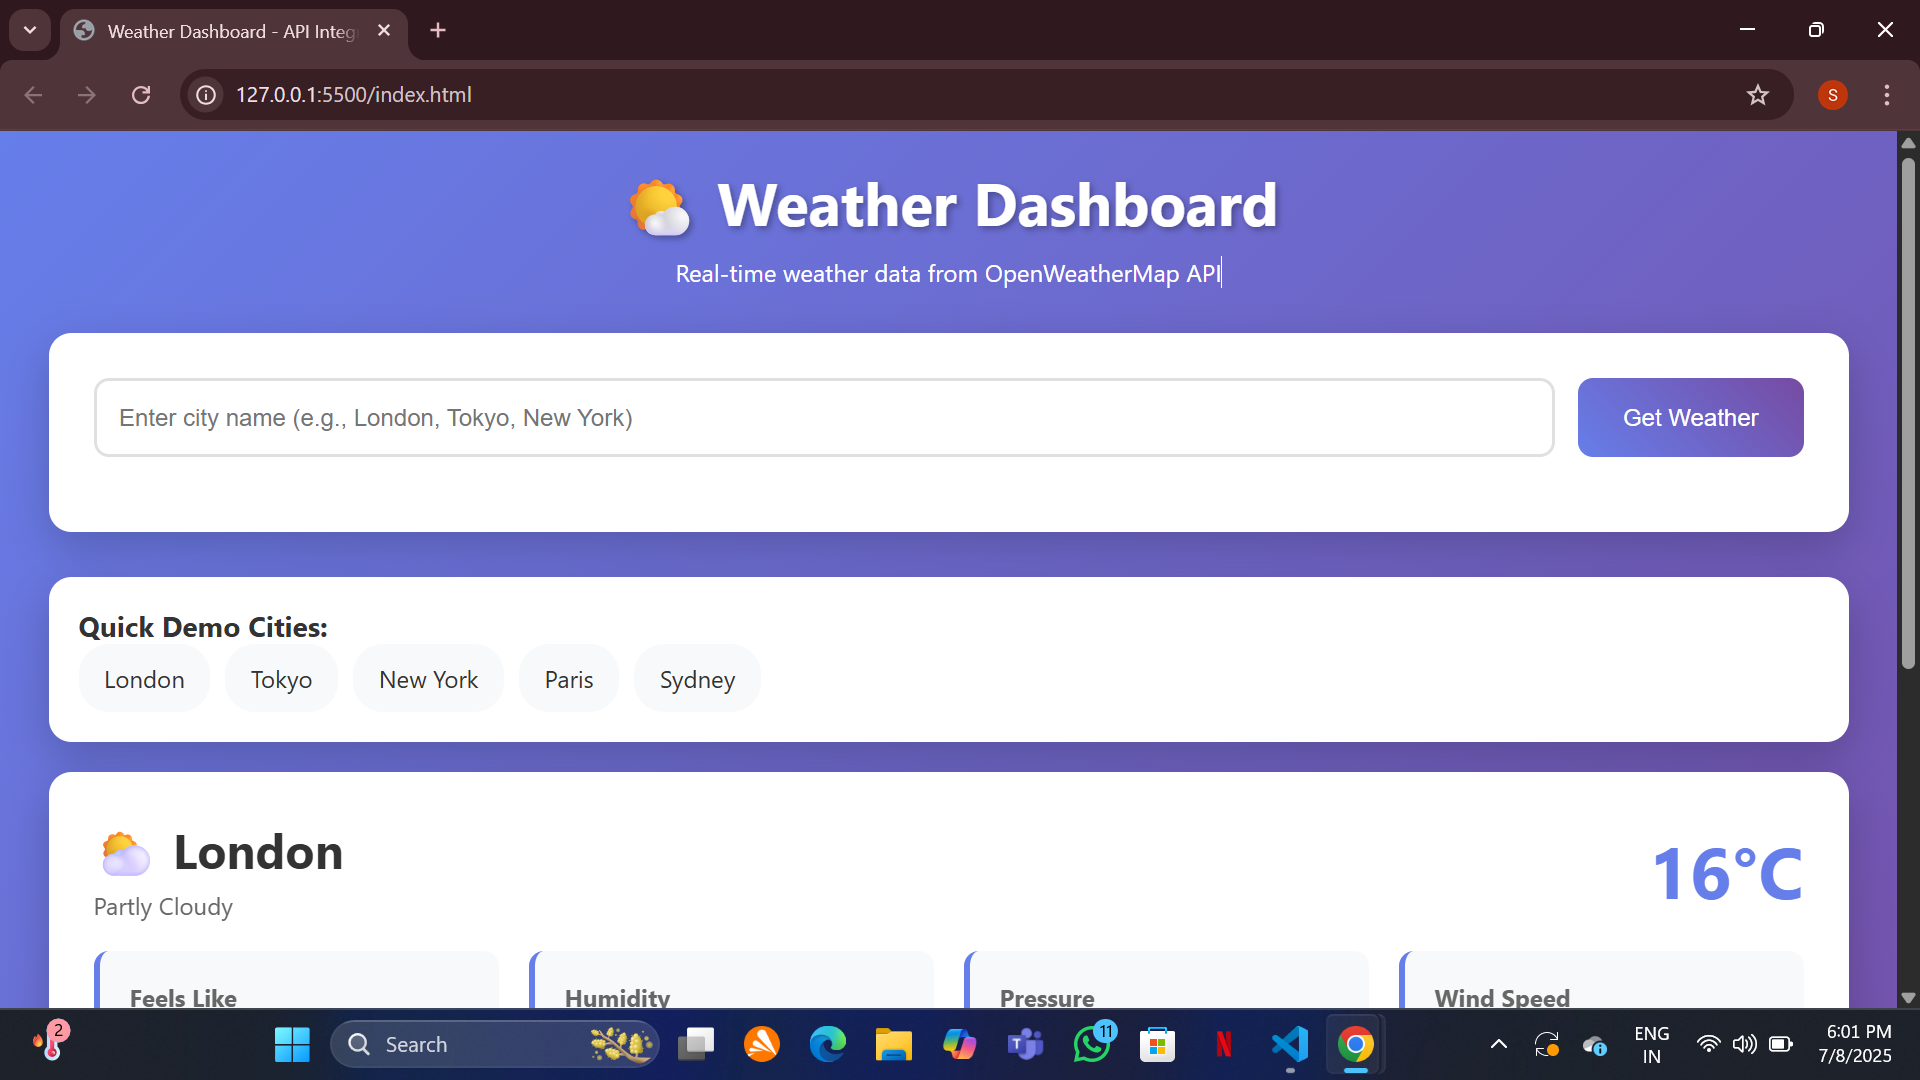 Weather Dashboard - API Integ
127.0.0.1:5500/index.html
S
Weather Dashboard
Real-time weather data from OpenWeatherMap API
Enter city name (e.g., London, Tokyo, New York)
Get Weather
Quick Demo Cities:
London
Tokyo
New York
Paris
Sydney
London
16°C
Partly Cloudy
Feels Like
Humidity
Pressure
Wind Speed
2
Search
T
11
N
ENG
IN
6:01 PM
7/8/2025